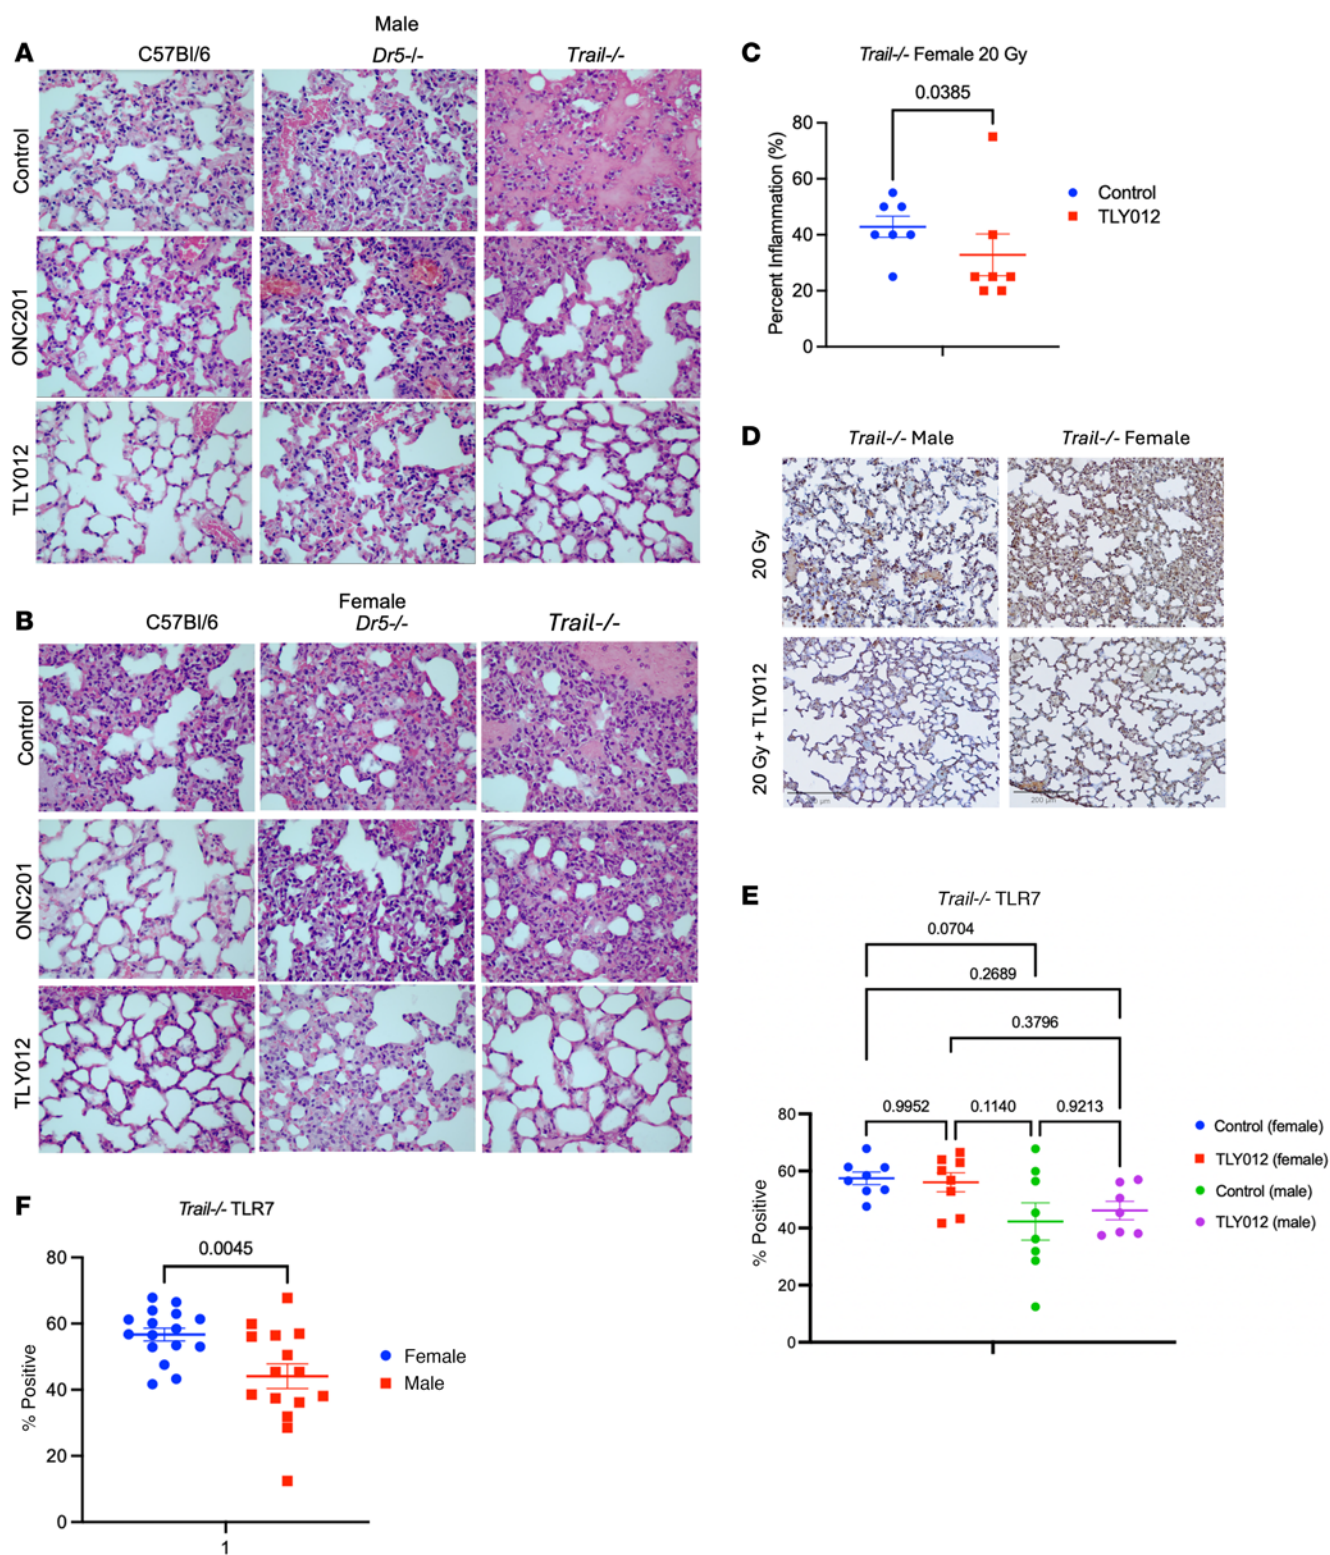 A
Male
C57Bl/6
Dr5-/-
Trail-/-
Control
ONC201
TLY012
B
Female
C57Bl/6
Dr5-/-
Trail-/-
Control
ONC201
TLY012
C
Trail-/- Female 20 Gy
0.0385
Percent Inflammation (%)
80
60
40
20
0
Control
TLY012
D
Trail-/- Male
Trail-/- Female
20 Gy
20 Gy + TLY012
200 µm
E
Trail-/- TLR7
0.0704
0.2689
0.3796
0.9952
0.1140
0.9213
% Positive
80
60
40
20
0
Control (female)
TLY012 (female)
Control (male)
TLY012 (male)
F
Trail-/- TLR7
0.0045
% Positive
80
60
40
20
0
1
Female
Male